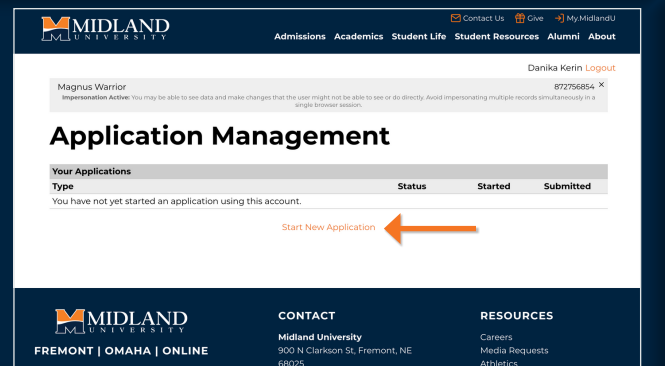 MIDLAND
UNIVERSITY
Contact Us Give My.MidlandU
Admissions Academics Student Life Student Resources Alumni About
Danika Kerin Logout
Magnus Warrior 872756854 ×
Impersonation Active: You may be able to see data and make changes that the user might not be able to see or do directly. Avoid impersonating multiple records simultaneously in a
single browser session.
Application Management
Your Applications
Type Status Started Submitted
You have not yet started an application using this account.
Start New Application
MIDLAND
UNIVERSITY
FREMONT | OMAHA | ONLINE
CONTACT
Midland University
900 N Clarkson St, Fremont, NE
68025
RESOURCES
Careers
Media Requests
Athletics